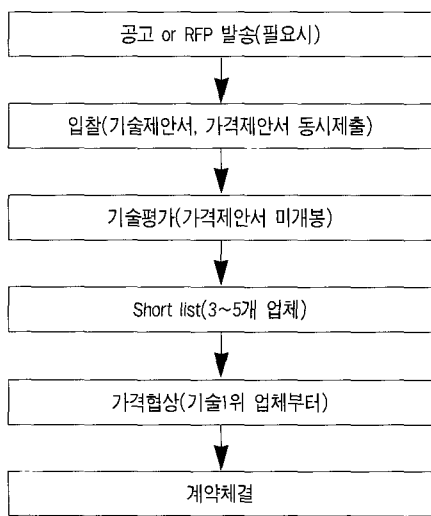 공고 or RFP 발송(필요시)
입찰(기술제안서, 가격제안서 동시제출)
기술평가(가격제안서 미개봉)
Short list(3~5개 업체)
가격협상(기술1위 업체부터)
계약체결